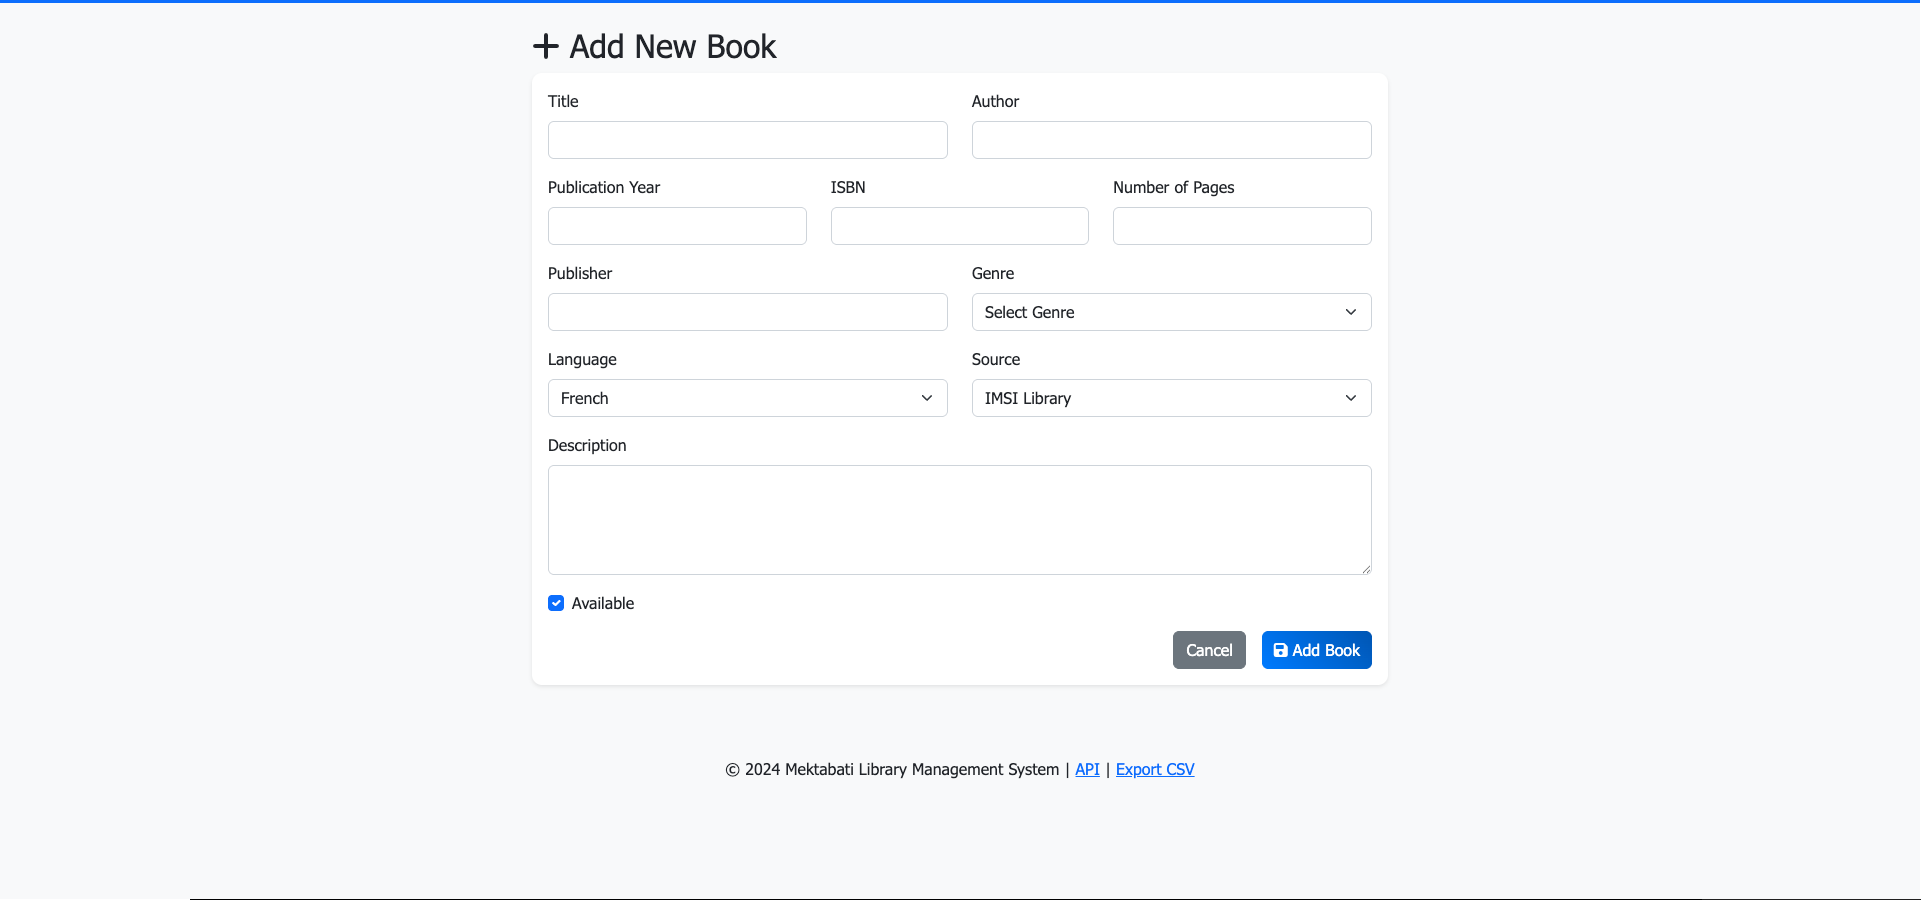 Add New Book
Title Author
Publication Year ISBN Number of Pages
Publisher Genre
Select Genre
Language Source
French IMSI Library
Description
Available
Cancel Add Book
© 2024 Mektabati Library Management System | API | Export CSV